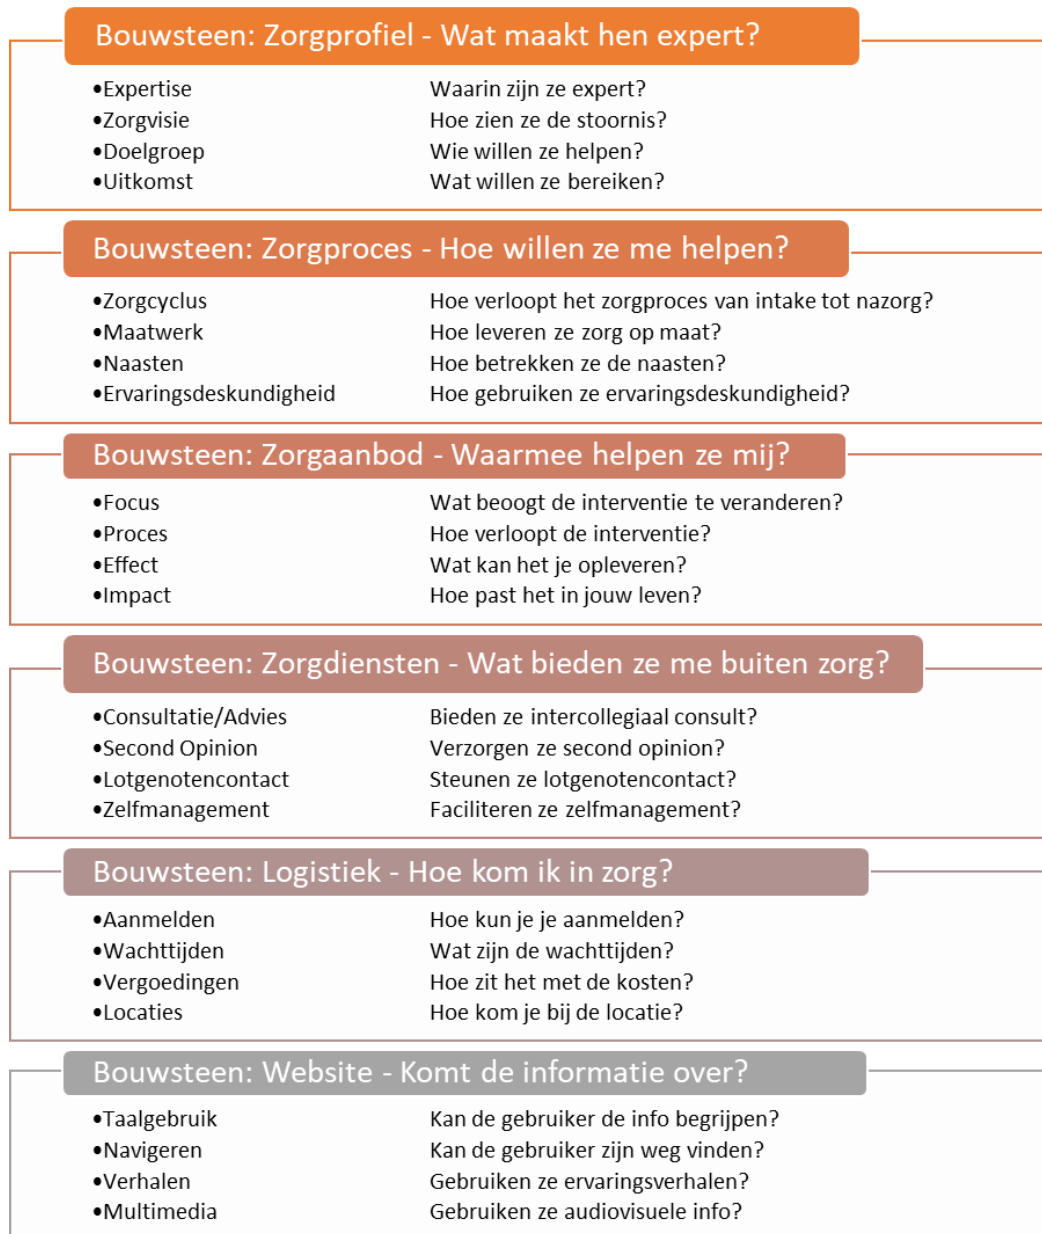 Bouwsteen: Zorgprofiel - Wat maakt hen expert?
•Expertise Waarin zijn ze expert?
•Zorgvisie Hoe zien ze de stoornis?
•Doelgroep Wie willen ze helpen?
•Uitkomst Wat willen ze bereiken?
Bouwsteen: Zorgproces - Hoe willen ze me helpen?
•Zorgcyclus Hoe verloopt het zorgproces van intake tot nazorg?
•Maatwerk Hoe leveren ze zorg op maat?
•Naasten Hoe betrekken ze de naasten?
•Ervaringsdeskundigheid Hoe gebruiken ze ervaringsdeskundigheid?
Bouwsteen: Zorgaanbod - Waarmee helpen ze mij?
•Focus Wat beoogt de interventie te veranderen?
•Proces Hoe verloopt de interventie?
•Effect Wat kan het je opleveren?
•Impact Hoe past het in jouw leven?
Bouwsteen: Zorgdiensten - Wat bieden ze me buiten zorg?
•Consultatie/Advies Bieden ze intercollegiaal consult?
•Second Opinion Verzorgen ze second opinion?
•Lotgenotencontact Steunen ze lotgenotencontact?
•Zelfmanagement Faciliteren ze zelfmanagement?
Bouwsteen: Logistiek - Hoe kom ik in zorg?
•Aanmelden Hoe kun je je aanmelden?
•Wachttijden Wat zijn de wachttijden?
•Vergoedingen Hoe zit het met de kosten?
•Locaties Hoe kom je bij de locatie?
Bouwsteen: Website - Komt de informatie over?
•Taalgebruik Kan de gebruiker de info begrijpen?
•Navigeren Kan de gebruiker zijn weg vinden?
•Verhalen Gebruiken ze ervaringsverhalen?
•Multimedia Gebruiken ze audiovisuele info?